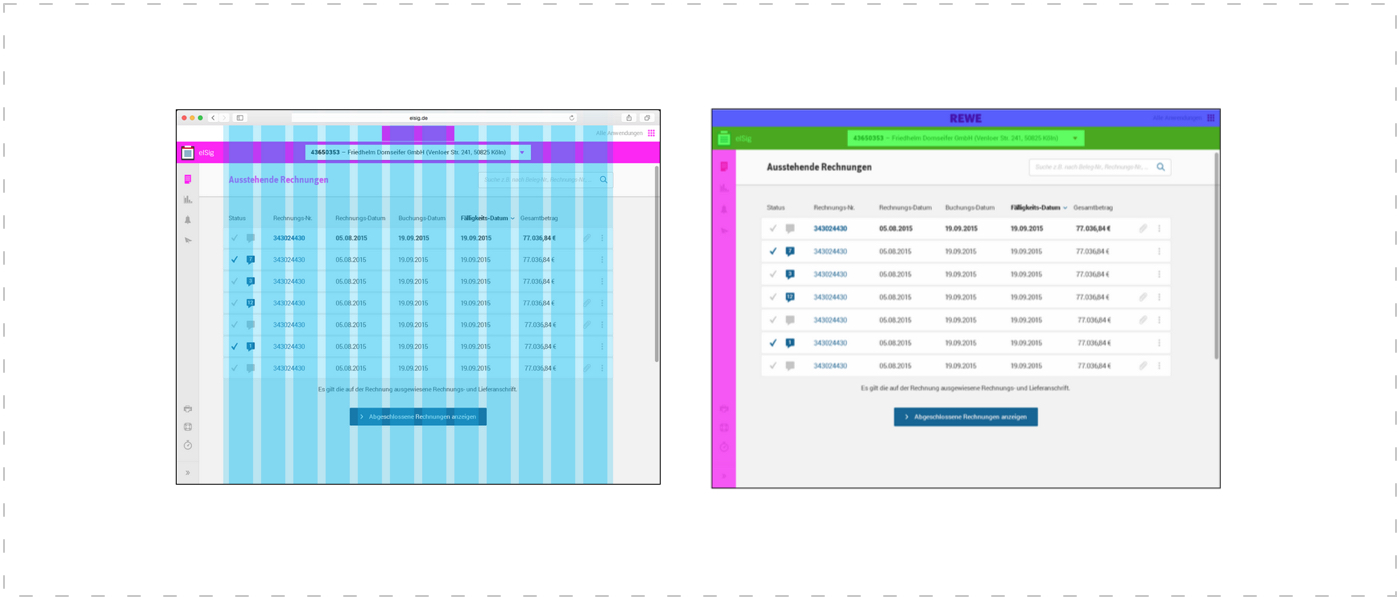 elsig.de
Alle Anwendungen
elSig
43650353 – Friedhelm Dornseifer GmbH (Venloer Str. 241, 50825 Köln)
Ausstehende Rechnungen
Suche z.B. nach Beleg-Nr., Rechnungs-Nr., ...
Status Rechnungs-Nr. Rechnungs-Datum Buchungs-Datum Fälligkeits-Datum Gesamtbetrag
343024430 05.08.2015 19.09.2015 19.09.2015 77.036,84 €
7 343024430 05.08.2015 19.09.2015 19.09.2015 77.036,84 €
3 343024430 05.08.2015 19.09.2015 19.09.2015 77.036,84 €
12 343024430 05.08.2015 19.09.2015 19.09.2015 77.036,84 €
343024430 05.08.2015 19.09.2015 19.09.2015 77.036,84 €
1 343024430 05.08.2015 19.09.2015 19.09.2015 77.036,84 €
343024430 05.08.2015 19.09.2015 19.09.2015 77.036,84 €
Es gilt die auf der Rechnung ausgewiesene Rechnungs- und Lieferanschrift.
Abgeschlossene Rechnungen anzeigen
REWE
Alle Anwendungen
elSig
43650353 – Friedhelm Dornseifer GmbH (Venloer Str. 241, 50825 Köln)
Ausstehende Rechnungen
Suche z.B. nach Beleg-Nr., Rechnungs-Nr., ...
Status Rechnungs-Nr. Rechnungs-Datum Buchungs-Datum Fälligkeits-Datum Gesamtbetrag
343024430 05.08.2015 19.09.2015 19.09.2015 77.036,84 €
7 343024430 05.08.2015 19.09.2015 19.09.2015 77.036,84 €
3 343024430 05.08.2015 19.09.2015 19.09.2015 77.036,84 €
12 343024430 05.08.2015 19.09.2015 19.09.2015 77.036,84 €
343024430 05.08.2015 19.09.2015 19.09.2015 77.036,84 €
1 343024430 05.08.2015 19.09.2015 19.09.2015 77.036,84 €
343024430 05.08.2015 19.09.2015 19.09.2015 77.036,84 €
Es gilt die auf der Rechnung ausgewiesene Rechnungs- und Lieferanschrift.
Abgeschlossene Rechnungen anzeigen